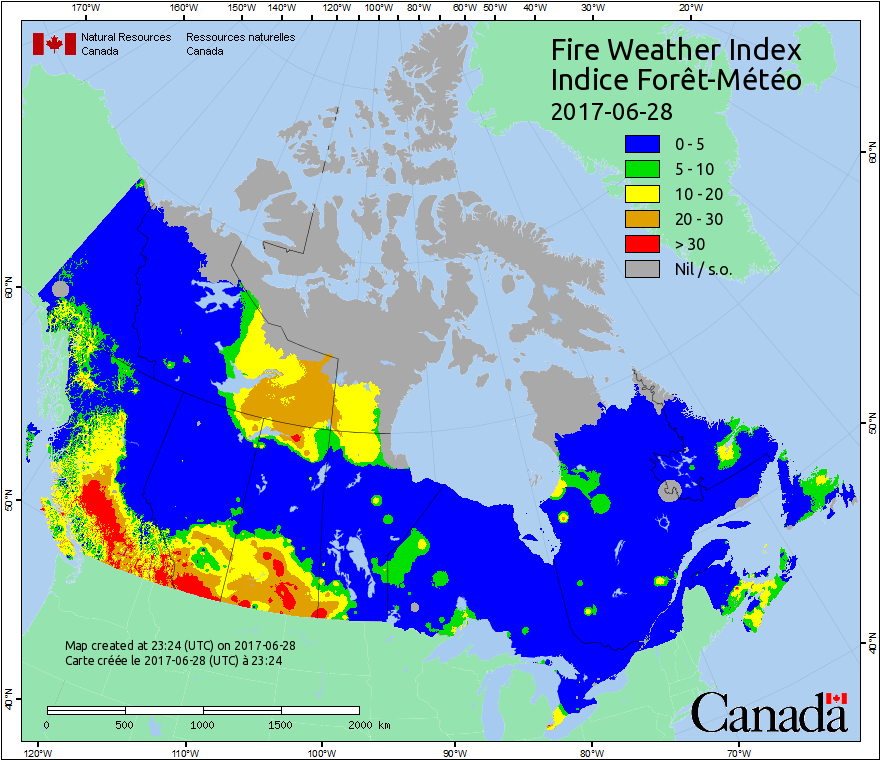 170°W 160°W 150°W 140°W 120°W 100°W 80°W 60°W 50°W 40°W 30°W 20°W
Natural Resources Ressources naturelles
Canada Canada
Fire Weather Index
Indice Forêt-Météo
2017-06-28
0 - 5
5 - 10
10 - 20
20 - 30
> 30
Nil / s.o.
60°N
60°N
50°N
50°N
40°N
40°N
Map created at 23:24 (UTC) on 2017-06-28
Carte créée le 2017-06-28 (UTC) à 23:24
0 500 1000 1500 2000 km
Canada
120°W 110°W 100°W 90°W 80°W 70°W